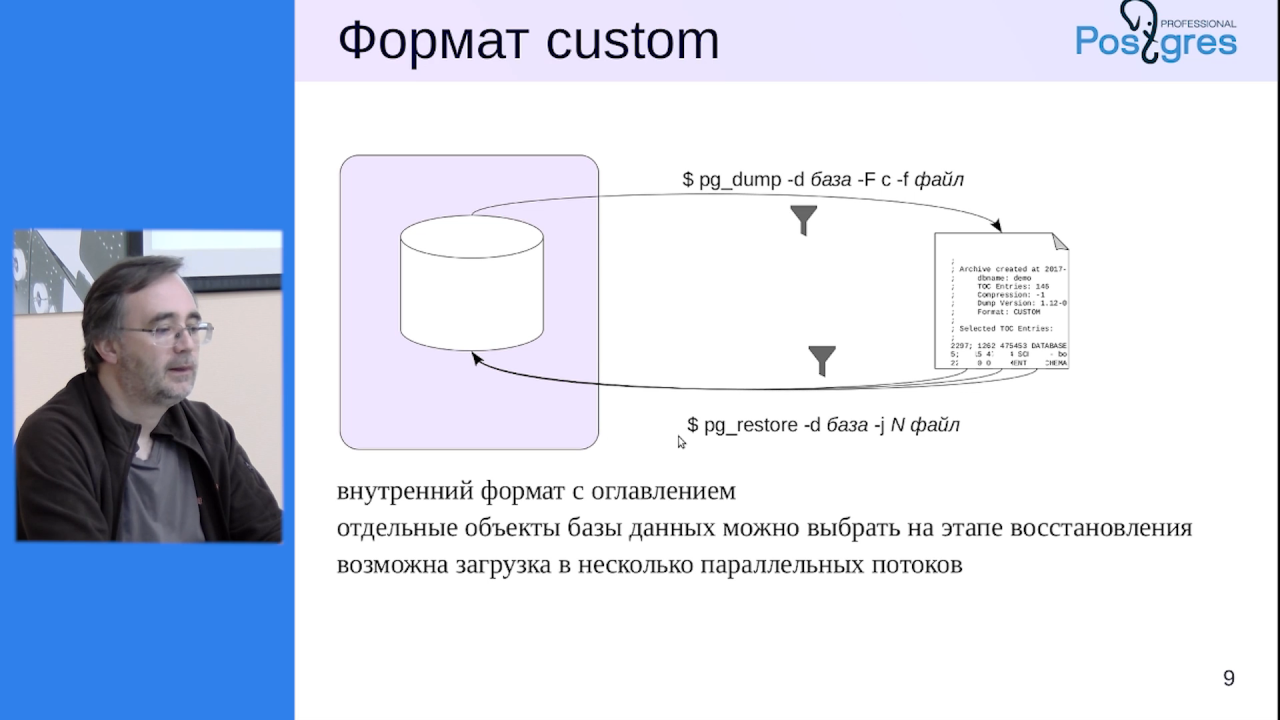 Формат custom
PROFESSIONAL
Postgres
$ pg_dump -d база -F c -f файл
;
; Archive created at 2017-
; dbname: demo
; TOC Entries: 146
; Compression: -1
; Dump Version: 1.12-0
; Format: CUSTOM
;
; Selected TOC Entries:
;
2297; 1262 475453 DATABASE
$ pg_restore -d база -j N файл
внутренний формат с оглавлением
отдельные объекты базы данных можно выбрать на этапе восстановления
возможна загрузка в несколько параллельных потоков
9